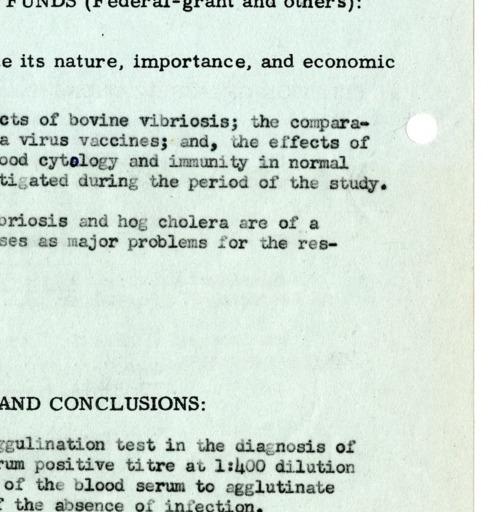 FUNDS (Federal-grant and others):
e its nature, importance, and economic
cts of bovine vibriosis; the compara-
a virus vaccines; and, the effects of
ood cytology and immunity in normal
tigated during the period of the study.
briosis and hog cholera are of a
ses as major problems for the res-
AND CONCLUSIONS:
ggulination test in the diagnosis of
rum positive titre at 1:400 dilution
of the blood serum to agglutinate
f the absence of infection.